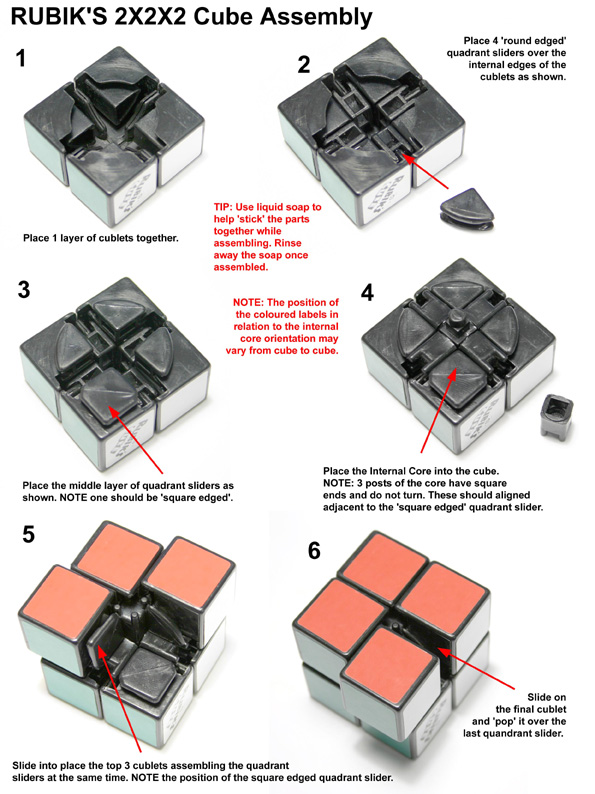 RUBIK'S 2X2X2 Cube Assembly
1
Place 1 layer of cublets together.
2
Place 4 'round edged'
quadrant sliders over the
internal edges of the
cublets as shown.
TIP: Use liquid soap to
help 'stick' the parts
together while
assembling. Rinse
away the soap once
assembled.
3
NOTE: The position of
the coloured labels in
relation to the internal
core orientation may
vary from cube to cube.
4
Place the middle layer of quadrant sliders as
shown. NOTE one should be 'square edged'.
Place the Internal Core into the cube.
NOTE: 3 posts of the core have square
ends and do not turn. These should aligned
adjacent to the 'square edged' quadrant slider.
5
6
Slide into place the top 3 cublets assembling the quadrant
sliders at the same time. NOTE the position of the square edged quadrant slider.
Slide on
the final cublet
and 'pop' it over the
last quandrant slider.